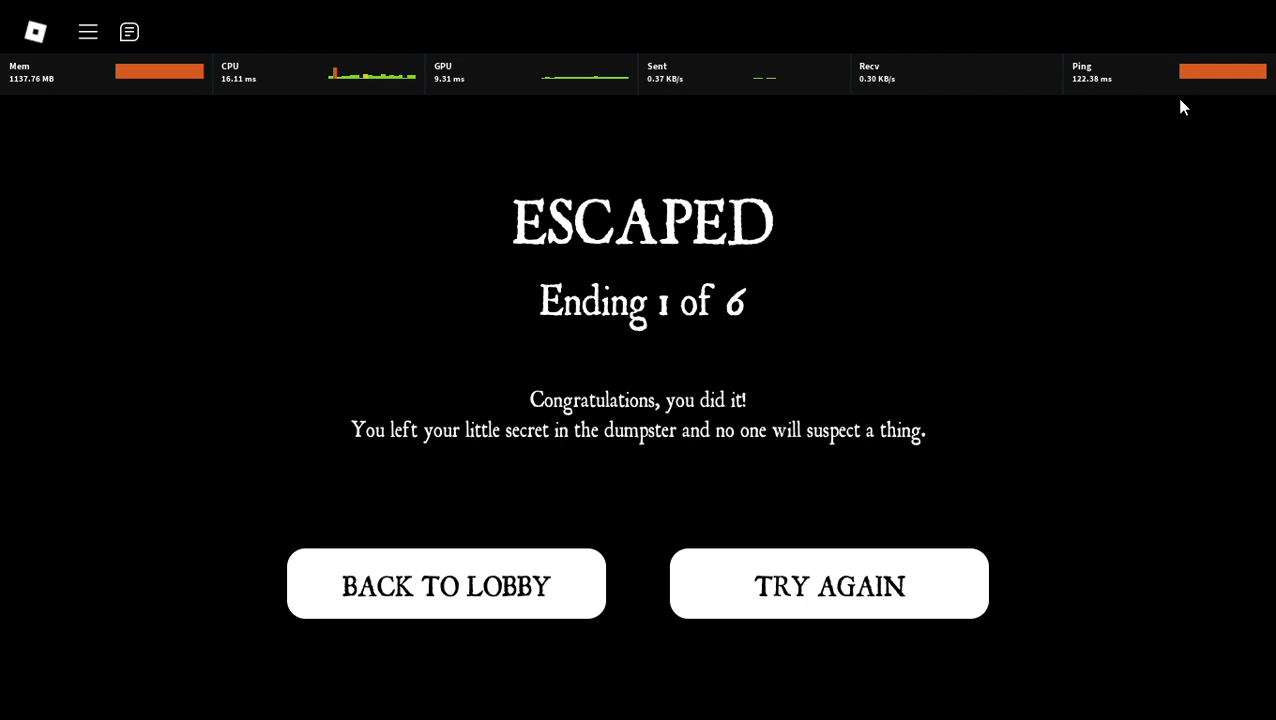 Mem
1137.76 MB
CPU
16.11 ms
GPU
9.31 ms
Sent
0.37 KB/s
Recv
0.30 KB/s
Ping
122.38 ms
ESCAPED
Ending 1 of 6
Congratulations, you did it!
You left your little secret in the dumpster and no one will suspect a thing.
BACK TO LOBBY
TRY AGAIN